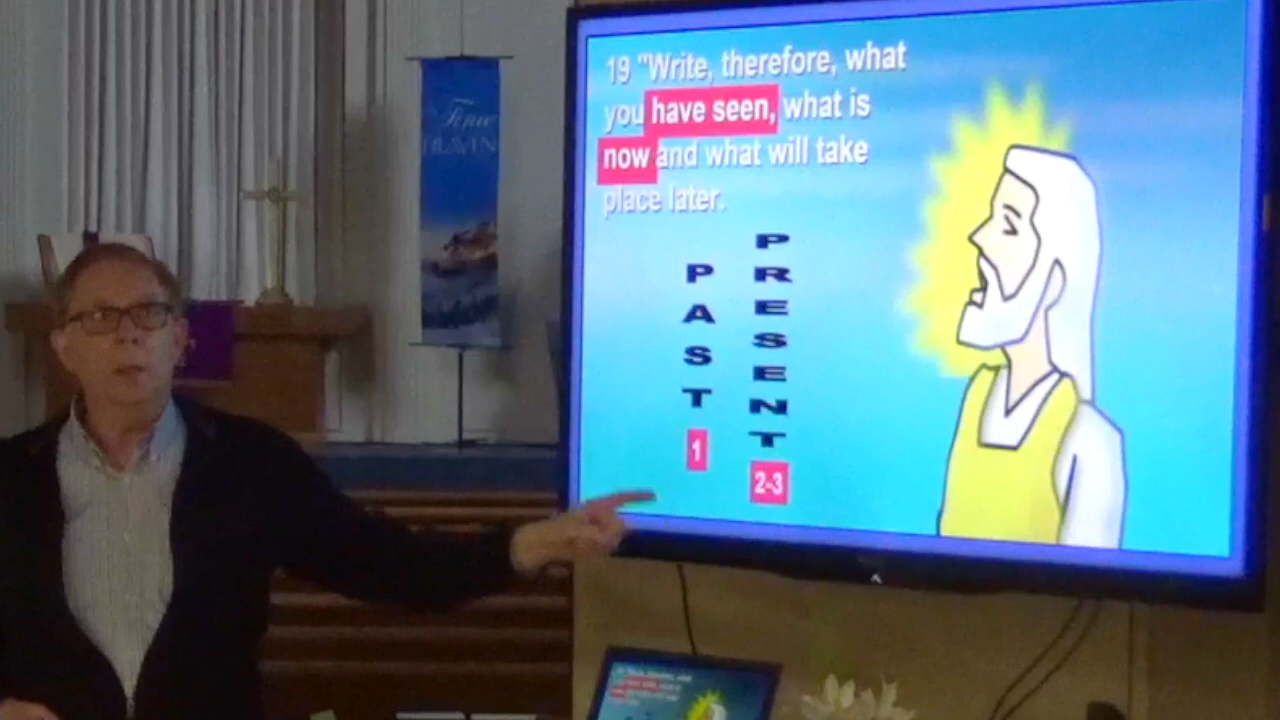 19 "Write, therefore, what
you have seen, what is
now and what will take
place later.
PAST
1
PRESENT
2-3
Time